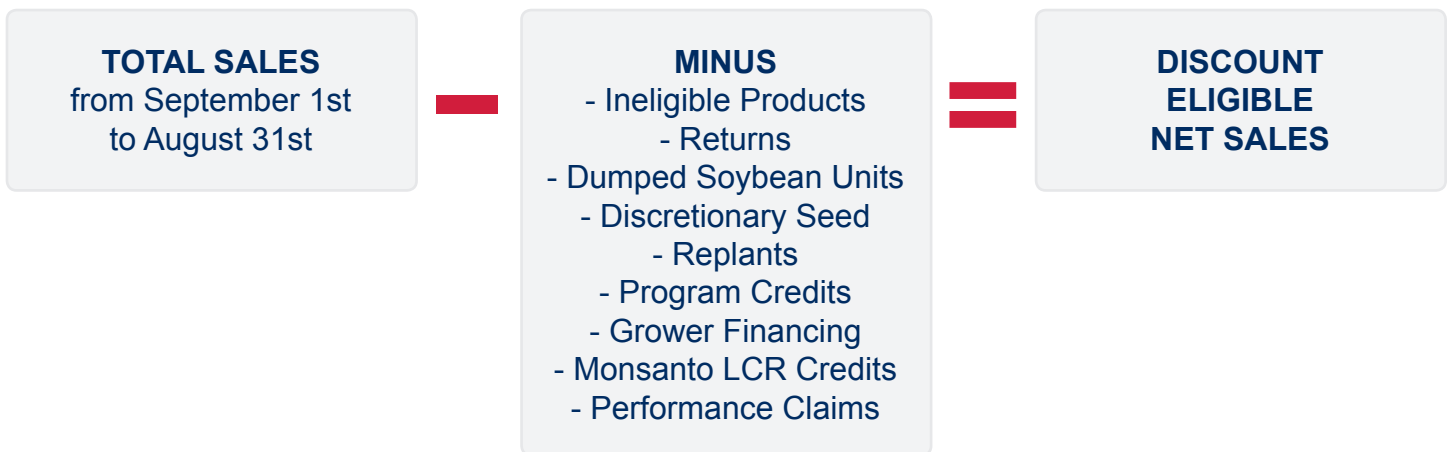 TOTAL SALES
from September 1st
to August 31st
MINUS
- Ineligible Products
- Returns
- Dumped Soybean Units
- Discretionary Seed
- Replants
- Program Credits
- Grower Financing
- Monsanto LCR Credits
- Performance Claims
DISCOUNT
ELIGIBLE
NET SALES